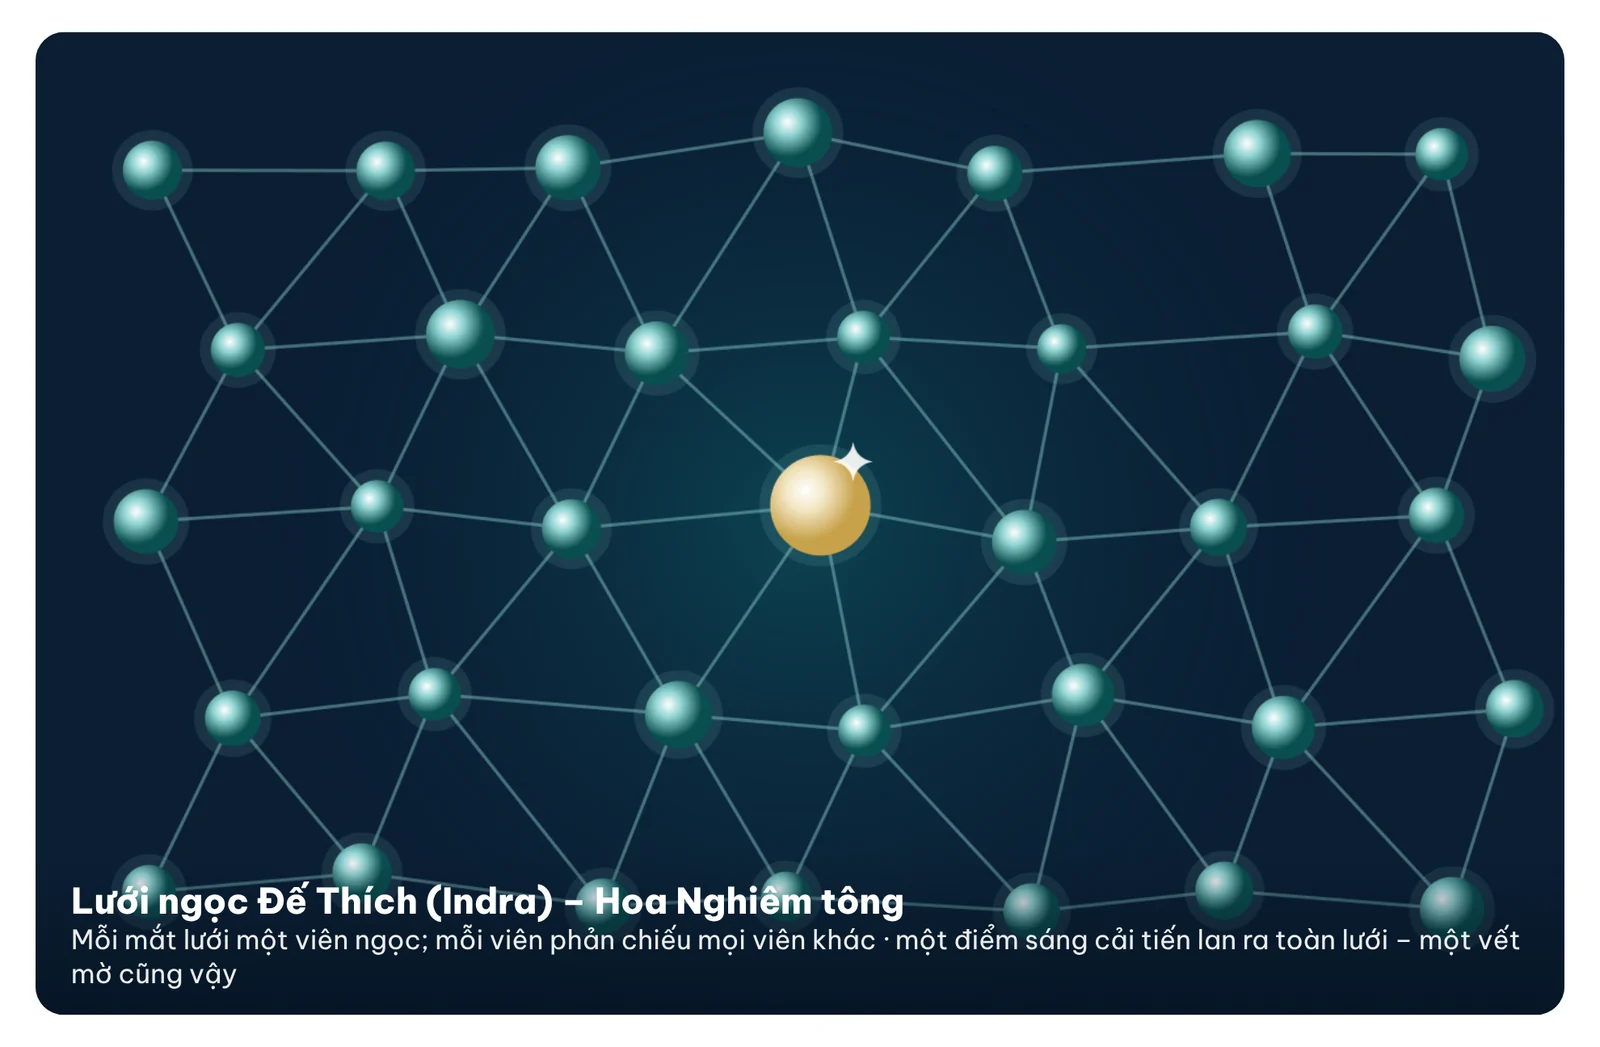 Lưới ngọc Đế Thích (Indra) – Hoa Nghiêm tông
Mỗi mắt lưới một viên ngọc; mỗi viên phản chiếu mọi viên khác · một điểm sáng cải tiến lan ra toàn lưới – một vết
mờ cũng vậy